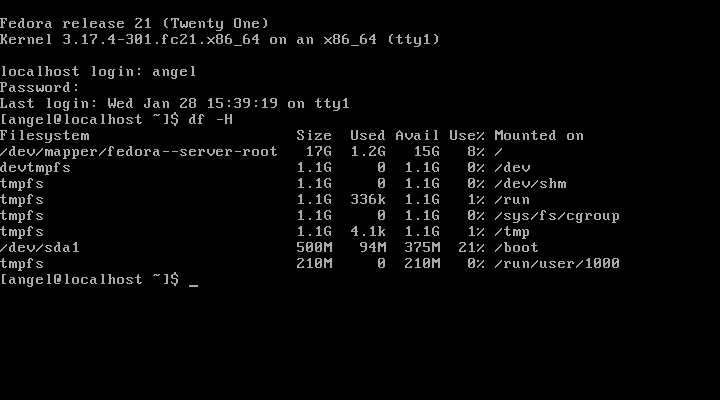 Fedora release 21 (Twenty One)
Kernel 3.17.4-301.fc21.x86_64 on an x86_64 (tty1)
localhost login: angel
Password:
Last login: Wed Jan 28 15:39:19 on tty1
[angel@localhost ~]$ df -H
Filesystem                       Size  Used Avail Use% Mounted on
/dev/mapper/fedora--server-root   17G  1.2G   15G   8% /
devtmpfs                         1.1G     0  1.1G   0% /dev
tmpfs                            1.1G     0  1.1G   0% /dev/shm
tmpfs                            1.1G  336k  1.1G   1% /run
tmpfs                            1.1G     0  1.1G   0% /sys/fs/cgroup
tmpfs                            1.1G  4.1k  1.1G   1% /tmp
/dev/sda1                        500M   94M  375M  21% /boot
tmpfs                            210M     0  210M   0% /run/user/1000
[angel@localhost ~]$ _